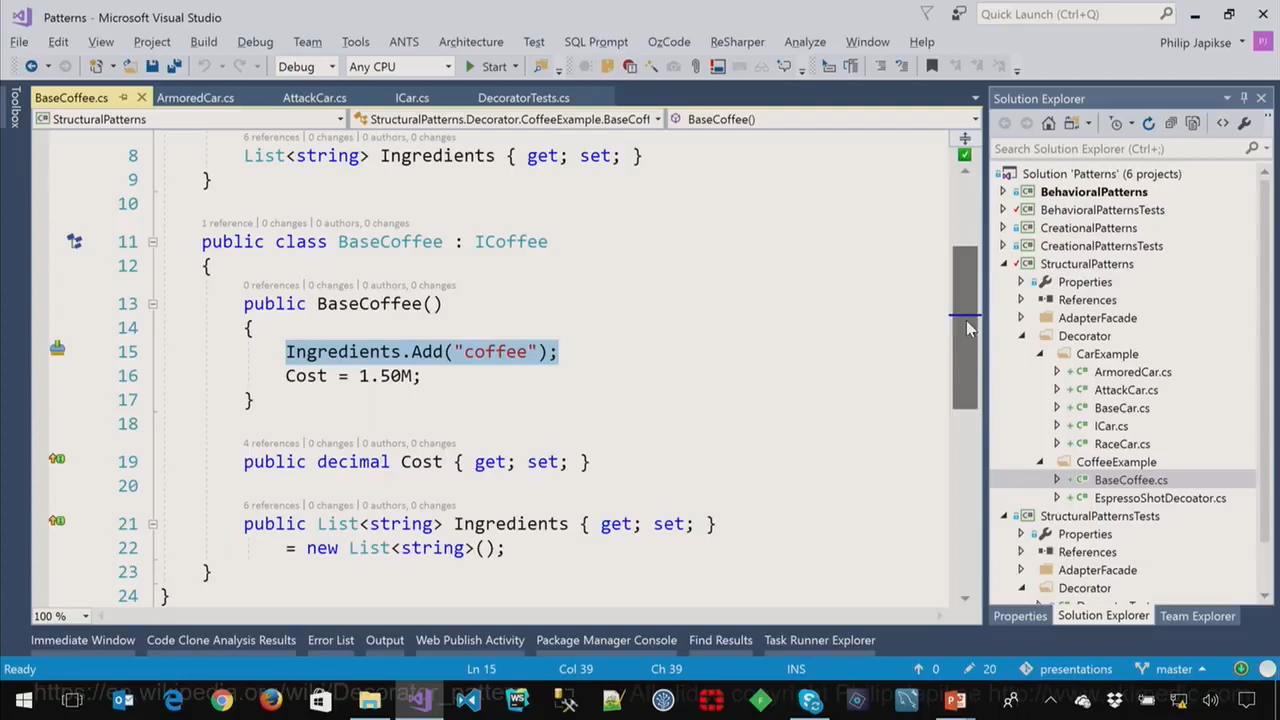 Patterns - Microsoft Visual Studio
Quick Launch (Ctrl+Q)
File Edit View Project Build Debug Team Tools ANTS Architecture Test SQL Prompt OzCode ReSharper Analyze Window Help Philip Japikse PJ
Debug Any CPU Start
Toolbox
BaseCoffee.cs ArmoredCar.cs AttackCar.cs ICar.cs DecoratorTests.cs
StructuralPatterns StructuralPatterns.Decorator.CoffeeExample.BaseCoff BaseCoffee()
6 references | 0 changes | 0 authors, 0 changes
8 List<string> Ingredients { get; set; }
9 }
10
1 reference | 0 changes | 0 authors, 0 changes
11 public class BaseCoffee : ICoffee
12 {
0 references | 0 changes | 0 authors, 0 changes
13 public BaseCoffee()
14 {
15 Ingredients.Add("coffee");
16 Cost = 1.50M;
17 }
18
4 references | 0 changes | 0 authors, 0 changes
19 public decimal Cost { get; set; }
20
6 references | 0 changes | 0 authors, 0 changes
21 public List<string> Ingredients { get; set; }
22 = new List<string>();
23 }
24 }
100 %
Solution Explorer
Search Solution Explorer (Ctrl+;)
Solution 'Patterns' (6 projects)
BehavioralPatterns
BehavioralPatternsTests
CreationalPatterns
CreationalPatternsTests
StructuralPatterns
Properties
References
AdapterFacade
Decorator
CarExample
ArmoredCar.cs
AttackCar.cs
BaseCar.cs
ICar.cs
RaceCar.cs
CoffeeExample
BaseCoffee.cs
EspressoShotDecoator.cs
StructuralPatternsTests
Properties
References
AdapterFacade
Decorator
Properties Solution Explorer Team Explorer
Immediate Window Code Clone Analysis Results Error List Output Web Publish Activity Package Manager Console Find Results Task Runner Explorer
Ready Ln 15 Col 39 Ch 39 INS 0 20 presentations master